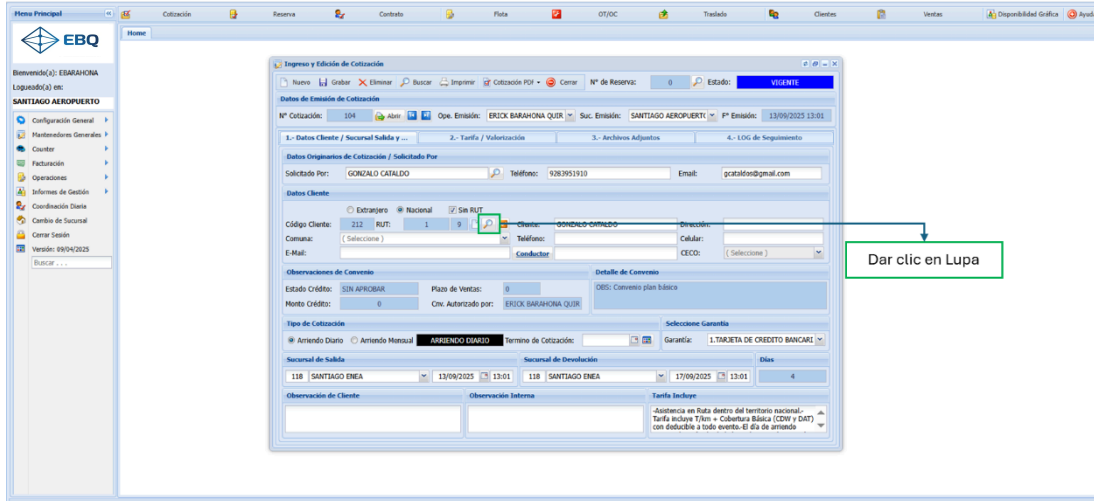 Menu Principal
Cotización Reserva Contrato Flota OT/OC Traslado Clientes Ventas Disponibilidad Gráfica Ayuda
Home
EBQ
Bienvenido(a): EBARAHONA
Logueado(a) en:
SANTIAGO AEROPUERTO
Configuración General
Mantenedores Generales
Counter
Facturación
Operaciones
Informes de Gestión
Coordinación Diaria
Cambio de Sucursal
Cerrar Sesión
Versión: 09/04/2025
Buscar . . .
Ingreso y Edición de Cotización
Nuevo Grabar Eliminar Buscar Imprimir Cotización PDF Cerrar N° de Reserva: 0 Estado: VIGENTE
Datos de Emisión de Cotización
N° Cotización: 104 Abrir Ope. Emisión: ERICK BARAHONA QUIR Suc. Emisión: SANTIAGO AEROPUERTO Fº Emisión: 13/09/2025 13:01
1.- Datos Cliente / Sucursal Salida y ... 2.- Tarifa / Valorización 3.- Archivos Adjuntos 4.- LOG de Seguimiento
Datos Originarios de Cotización / Solicitado Por
Solicitado Por: GONZALO CATALDO Teléfono: 9283951910 Email: gcataldos@gmail.com
Datos Cliente
Extranjero Nacional Sin RUT
Código Cliente: 212 RUT: 1 9 Cliente: GONZALO CATALDO Dirección:
Comuna: ( Seleccione ) Teléfono: Celular:
E-Mail: Conductor CECO: ( Seleccione )
Dar clic en Lupa
Observaciones de Convenio Detalle de Convenio
Estado Crédito: SIN APROBAR Plazo de Ventas: 0 OBS: Convenio plan básico
Monto Crédito: 0 Cnv. Autorizado por: ERICK BARAHONA QUIR
Tipo de Cotización Seleccione Garantía
Arriendo Diario Arriendo Mensual ARRIENDO DIARIO Termino de Cotización: Garantía: 1.TARJETA DE CREDITO BANCARI
Sucursal de Salida Sucursal de Devolución Días
118 SANTIAGO ENEA 13/09/2025 13:01 118 SANTIAGO ENEA 17/09/2025 13:01 4
Observación de Cliente Observación Interna Tarifa Incluye
-Asistencia en Ruta dentro del territorio nacional.-
Tarifa incluye T/km + Cobertura Básica (CDW y DAT)
con deducible a todo evento.-El día de arriendo